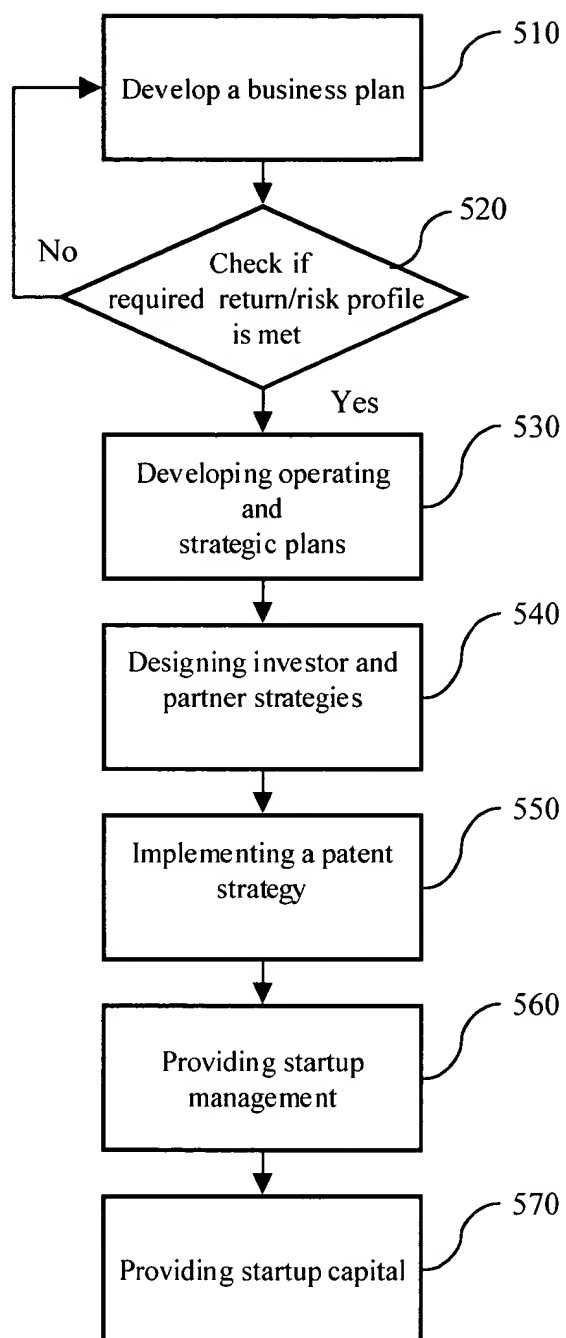 510
Develop a business plan
520
No
Check if
required return/risk profile
is met
Yes
530
Developing operating
and
strategic plans
540
Designing investor and
partner strategies
550
Implementing a patent
strategy
560
Providing startup
management
570
Providing startup capital